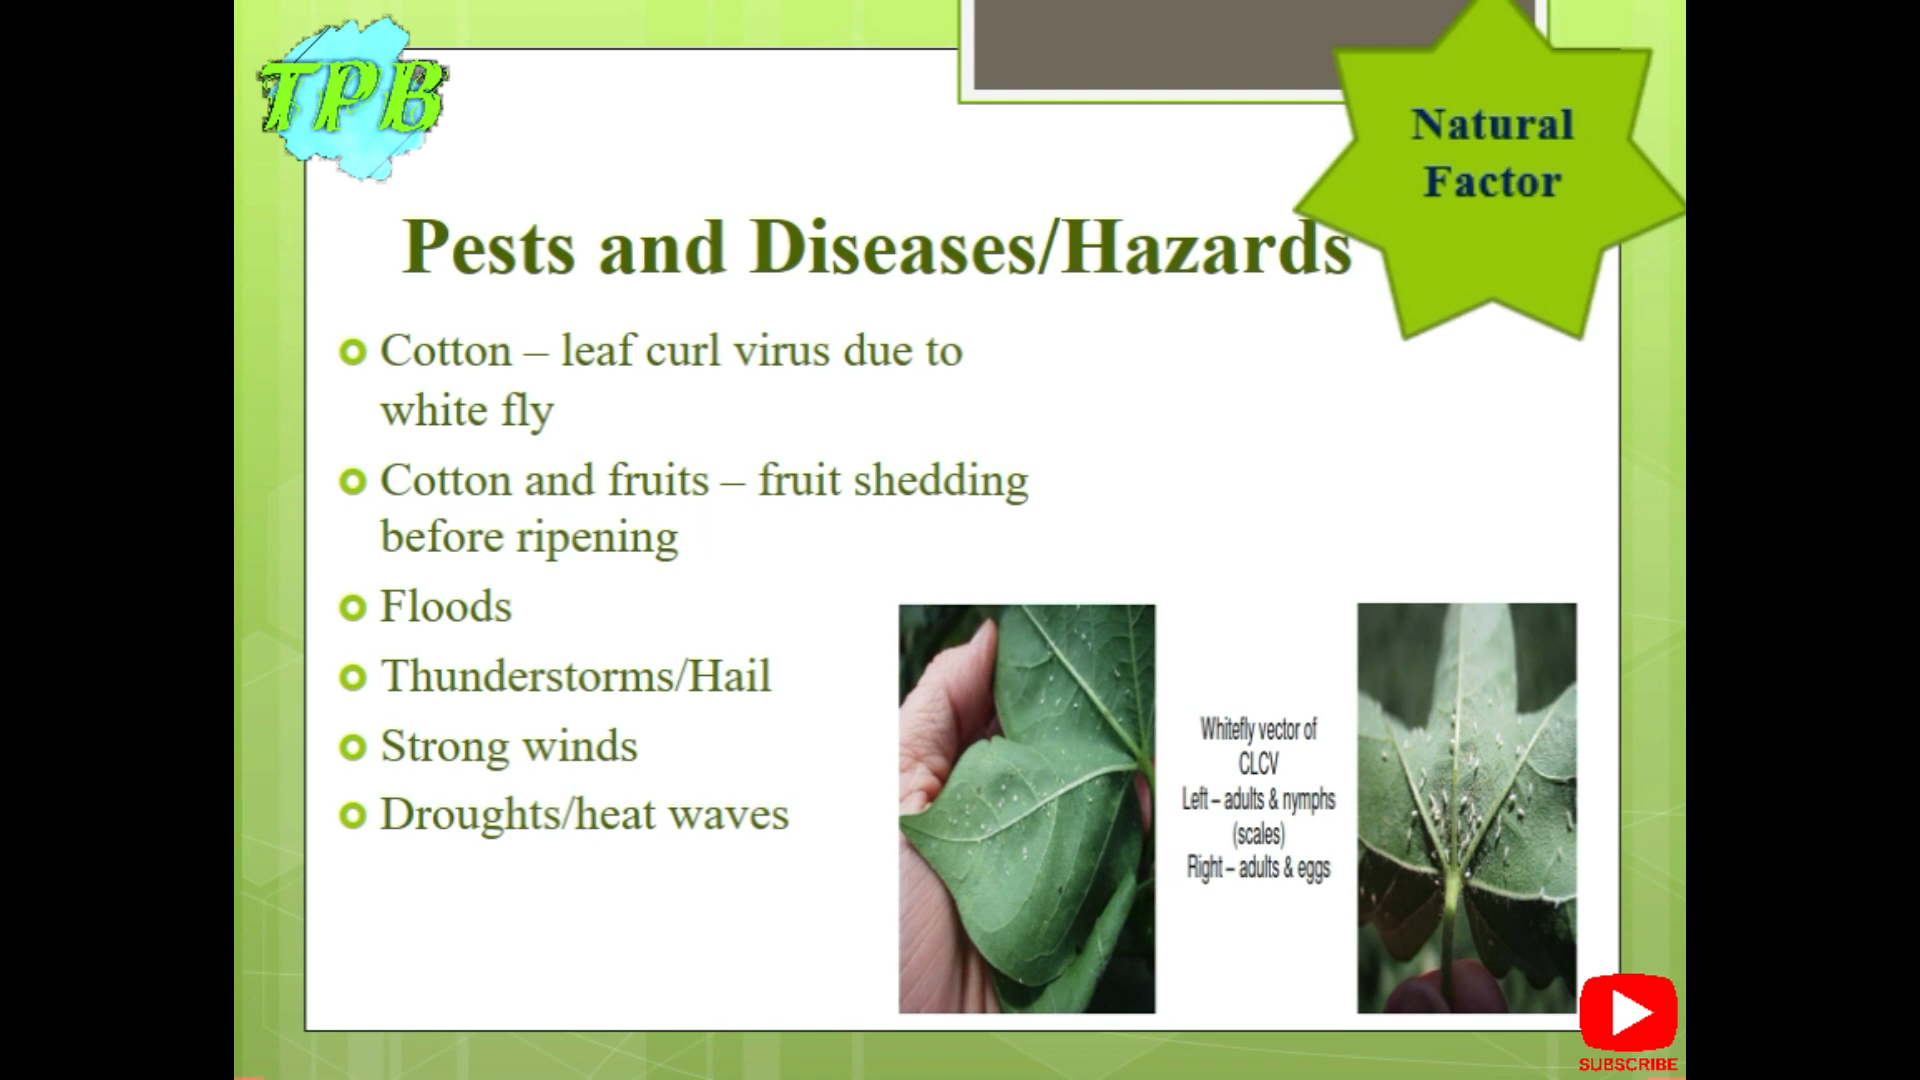 TPB
Natural
Factor
Pests and Diseases/Hazards
Cotton – leaf curl virus due to
white fly
Cotton and fruits – fruit shedding
before ripening
Floods
Thunderstorms/Hail
Strong winds
Droughts/heat waves
Whitefly vector of
CLCV
Left – adults & nymphs
(scales)
Right – adults & eggs
SUBSCRIBE